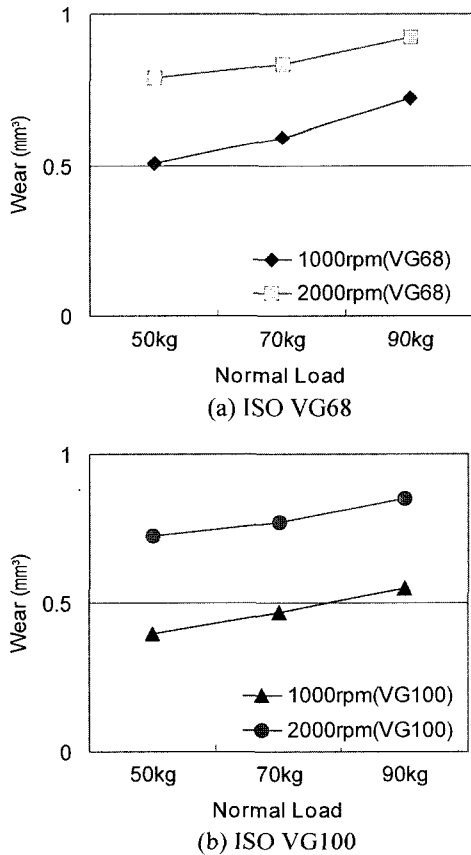 1
Wear (mm³)
0.5
1000rpm(VG68)
2000rpm(VG68)
0
50kg 70kg 90kg
Normal Load
(a) ISO VG68
1
Wear (mm³)
0.5
1000rpm(VG100)
2000rpm(VG100)
0
50kg 70kg 90kg
Normal Load
(b) ISO VG100